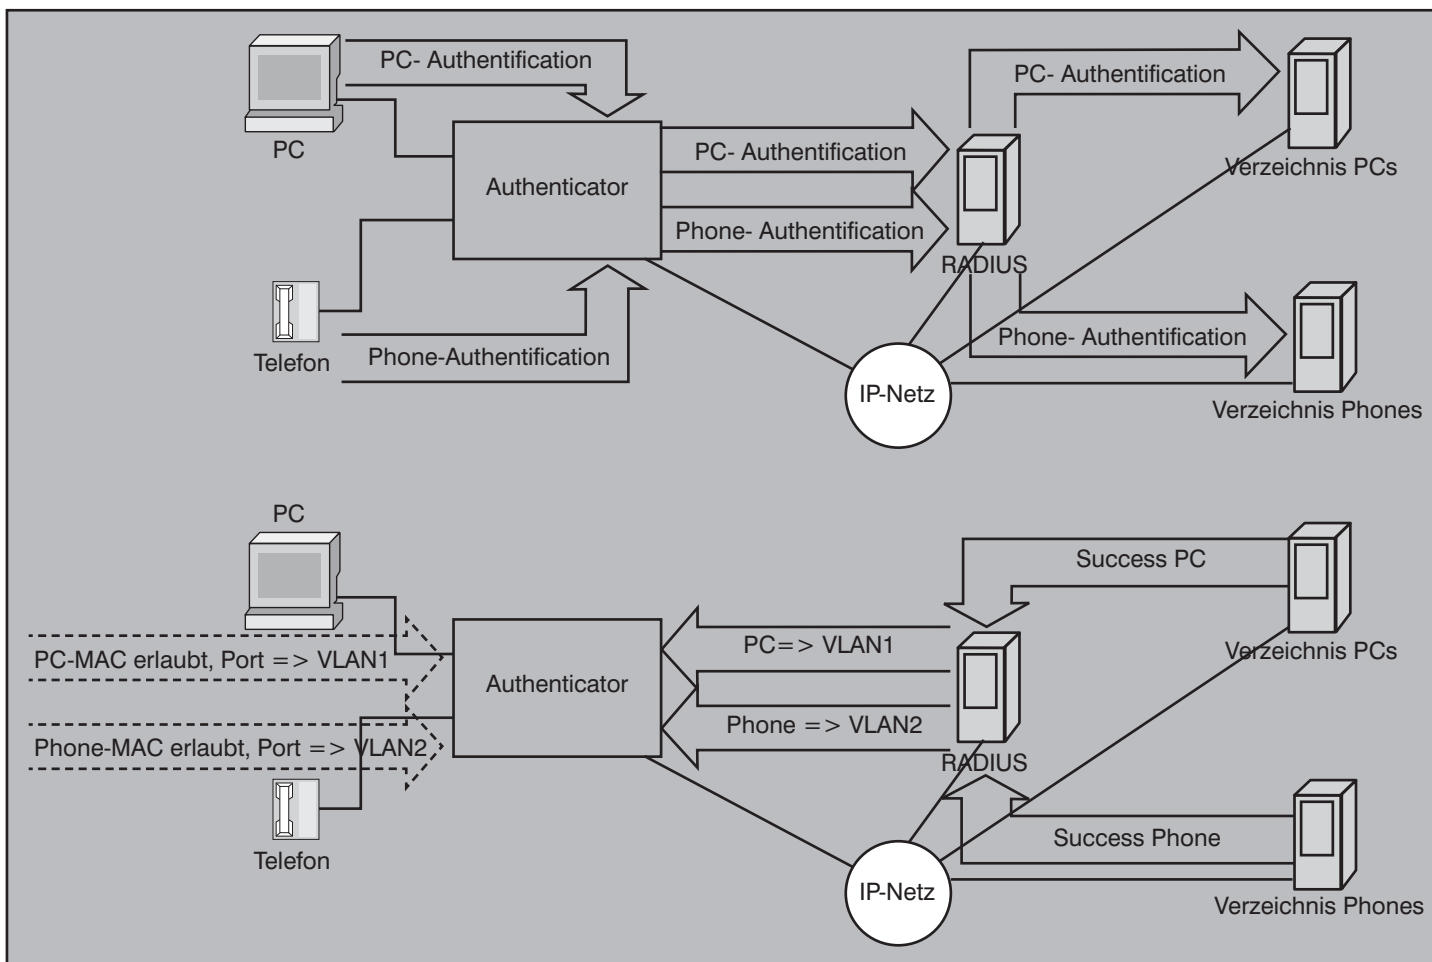 PC- Authentification
PC- Authentification
PC
PC- Authentification
Verzeichnis PCs
Authenticator
Phone- Authentification
RADIUS
Phone- Authentification
Telefon
Phone-Authentification
IP-Netz
Verzeichnis Phones
PC
Success PC
PC=> VLAN1
Verzeichnis PCs
PC-MAC erlaubt, Port => VLAN1
Authenticator
Phone => VLAN2
Phone-MAC erlaubt, Port => VLAN2
RADIUS
Success Phone
Telefon
IP-Netz
Verzeichnis Phones